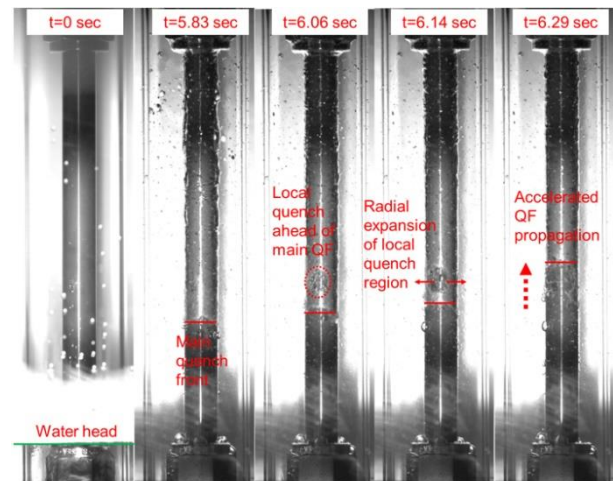 t=0 sec
t=5.83 sec
t=6.06 sec
t=6.14 sec
t=6.29 sec
Water head
Main
quench
front
Local
quench
ahead of
main QF
Radial
expansion
of local
quench
region
Accelerated
QF
propagation